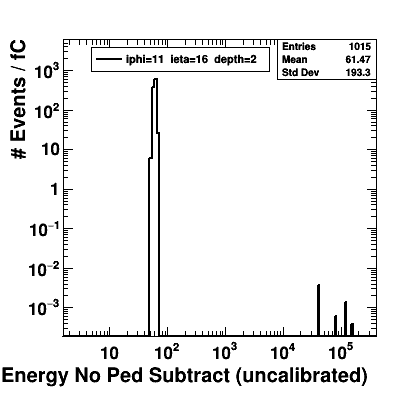 # Events / fC
iphi=11 ieta=16 depth=2
Entries 1015
Mean 61.47
Std Dev 193.3
10³
10²
10
1
10⁻¹
10⁻²
10⁻³
10 10² 10³ 10⁴ 10⁵
Energy No Ped Subtract (uncalibrated)